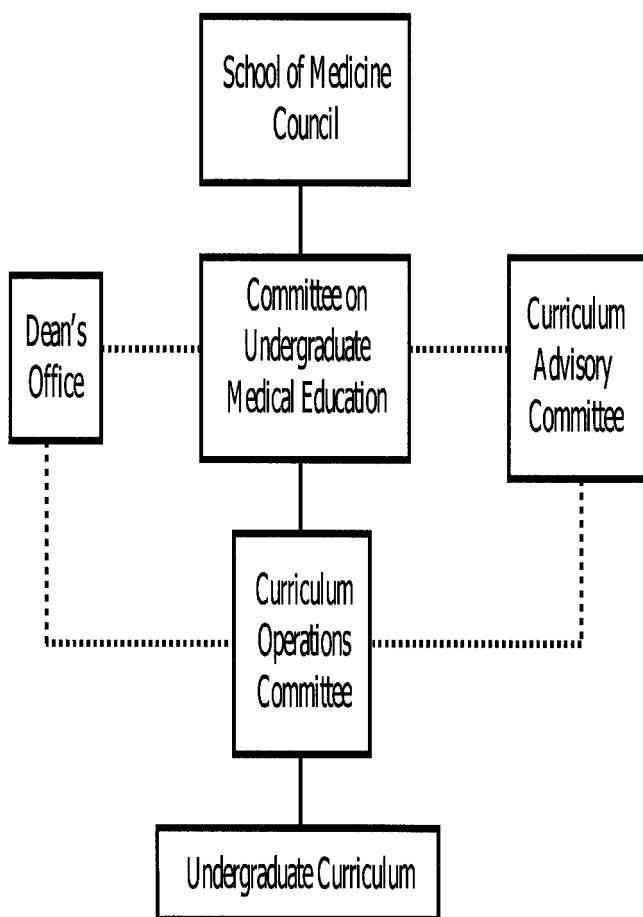 School of Medicine
Council
Committee on
Undergraduate
Medical Education
Dean's
Office
Curriculum
Advisory
Committee
Curriculum
Operations
Committee
Undergraduate Curriculum